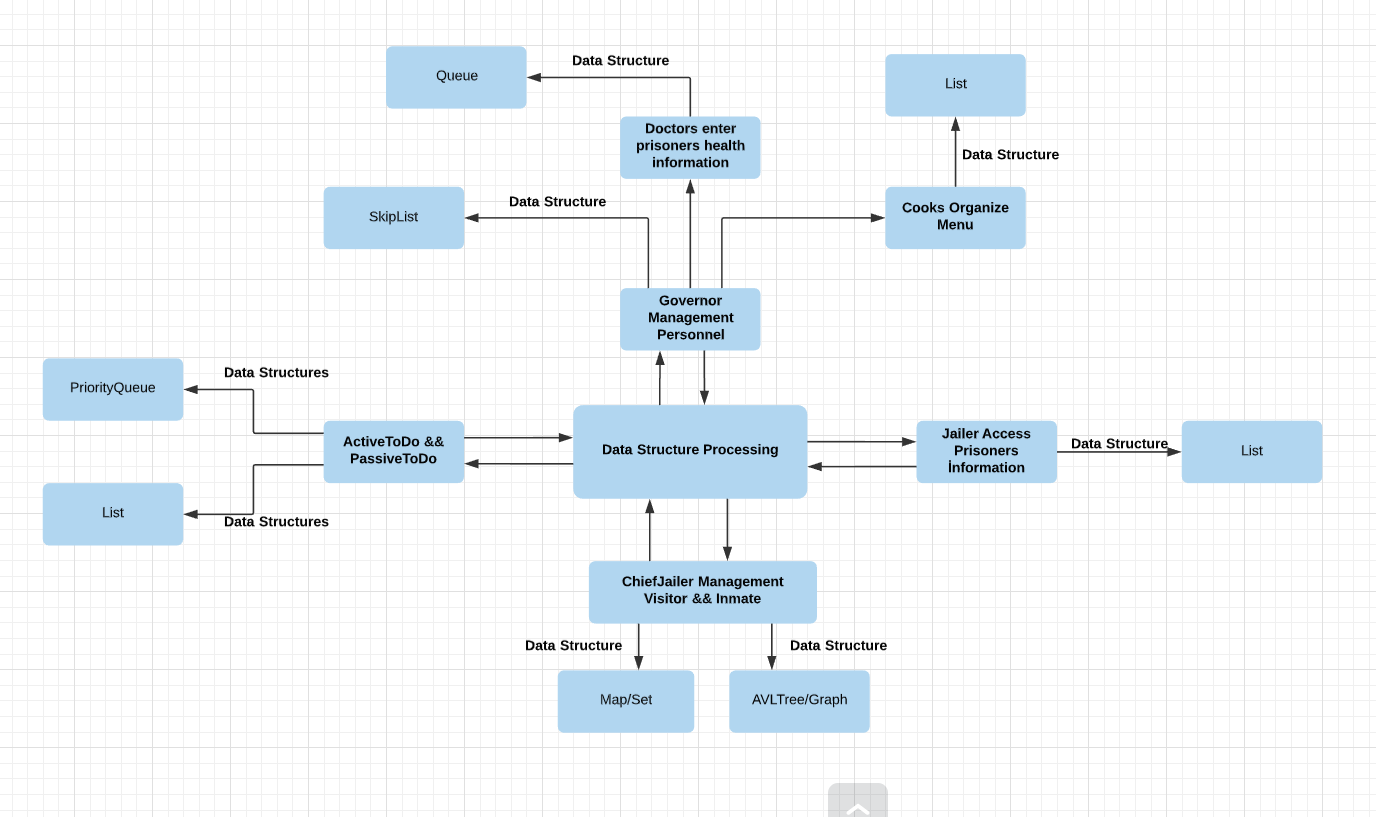 Data Structure
Queue
List
Doctors enter
prisoners health
information
Data Structure
Data Structure
SkipList
Cooks Organize
Menu
Governor
Management
Personnel
Data Structures
PriorityQueue
ActiveToDo &&
PassiveToDo
Data Structure Processing
Jailer Access
Prisoners
İnformation
Data Structure
List
List
Data Structures
ChiefJailer Management
Visitor && Inmate
Data Structure
Data Structure
Map/Set
AVLTree/Graph